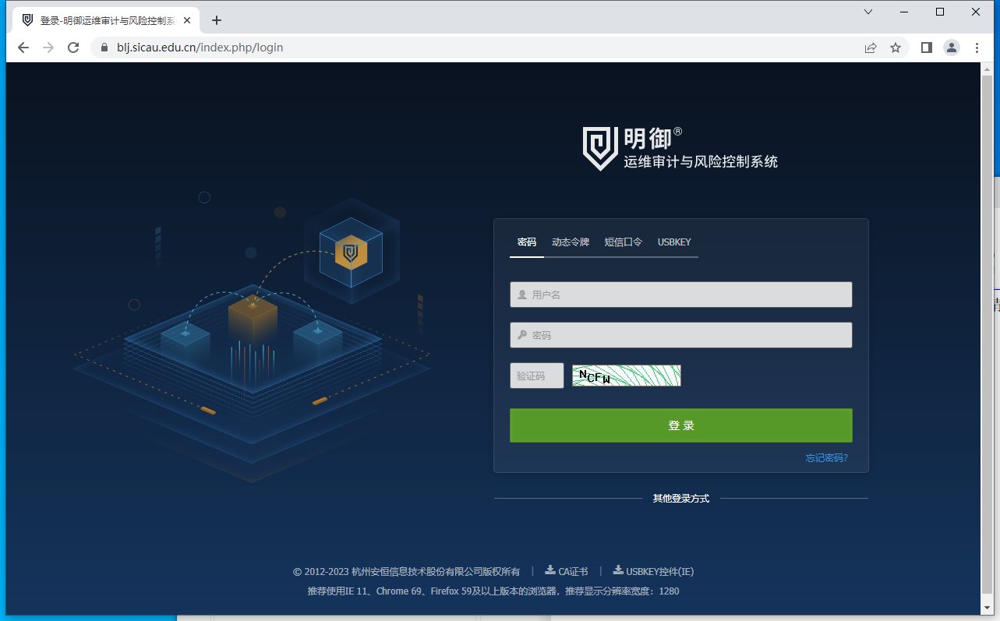 登录-明御运维审计与风险控制系
blj.sicau.edu.cn/index.php/login
明御®
运维审计与风险控制系统
密码 动态令牌 短信口令 USBKEY
用户名
密码
验证码 NCFW
登 录
忘记密码?
其他登录方式
© 2012-2023 杭州安恒信息技术股份有限公司版权所有 | CA证书 | USBKEY控件(IE)
推荐使用IE 11、Chrome 69、Firefox 59及以上版本的浏览器，推荐显示分辨率宽度：1280